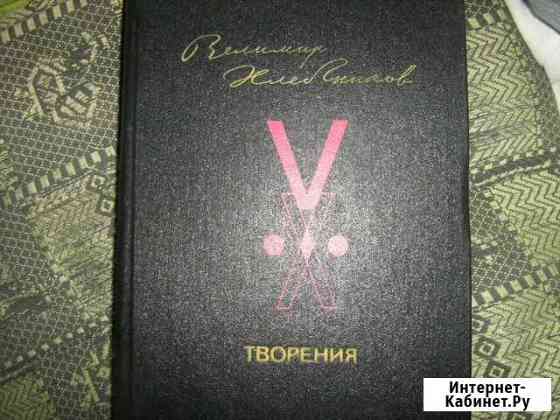 Велимир
Хлебников
ТВОРЕНИЯ
Интернет-
Кабинет.Ру